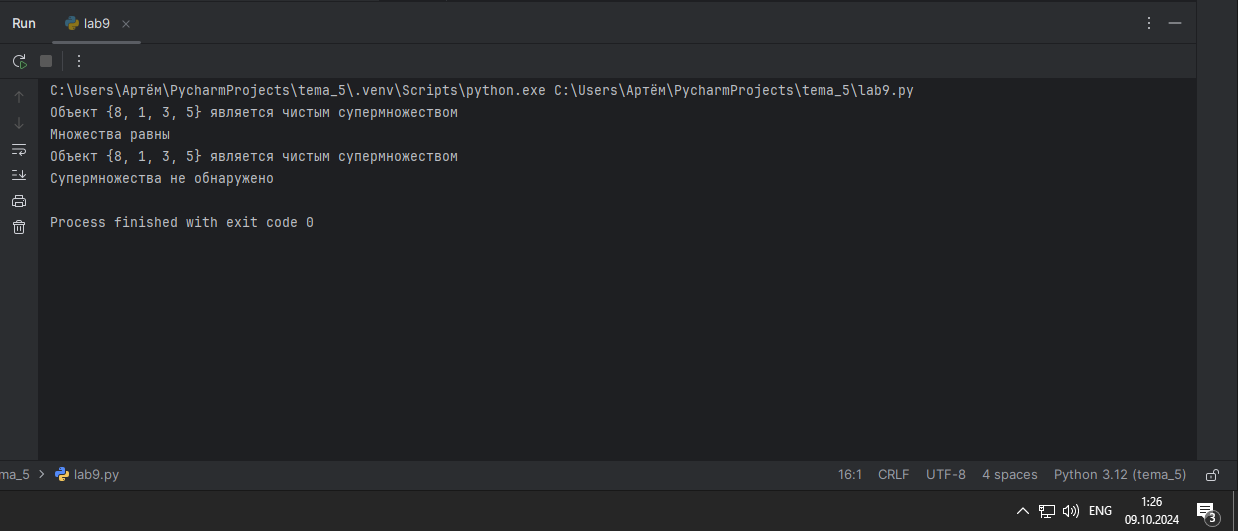 Run lab9
C:\Users\Артём\PycharmProjects\tema_5\.venv\Scripts\python.exe C:\Users\Артём\PycharmProjects\tema_5\lab9.py
Объект {8, 1, 3, 5} является чистым супермножеством
Множества равны
Объект {8, 1, 3, 5} является чистым супермножеством
Супермножества не обнаружено
Process finished with exit code 0
ma_5 > lab9.py 16:1 CRLF UTF-8 4 spaces Python 3.12 (tema_5)
ENG
1:26
09.10.2024
3